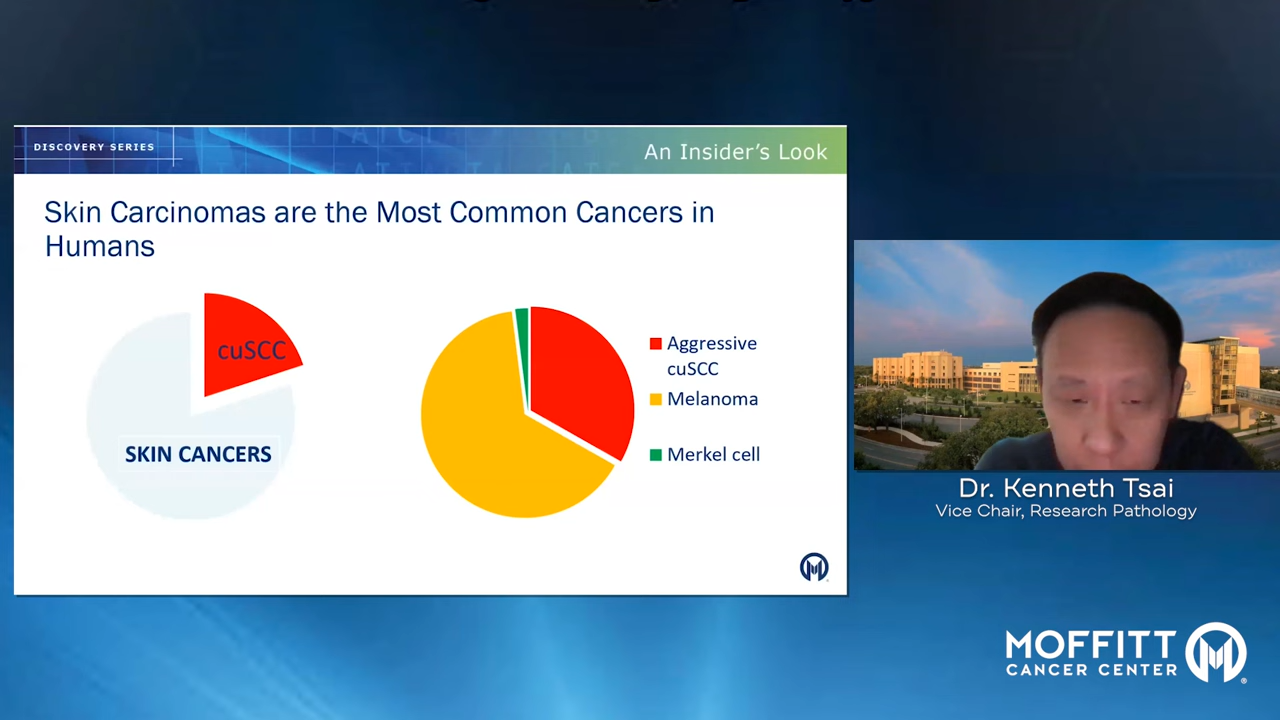 DISCOVERY SERIES
An Insider's Look
Skin Carcinomas are the Most Common Cancers in
Humans
cuSCC
SKIN CANCERS
Aggressive
cuSCC
Melanoma
Merkel cell
Dr. Kenneth Tsai
Vice Chair, Research Pathology
MOFFITT
CANCER CENTER